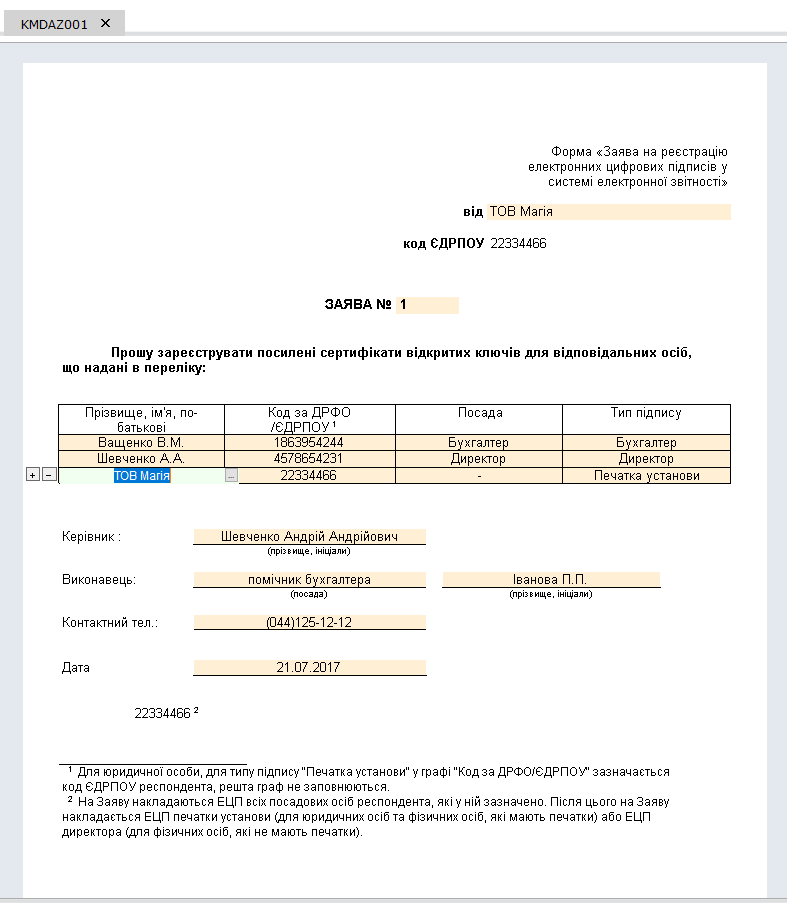 KMDAZ001 ✕
Форма «Заява на реєстрацію
електронних цифрових підписів у
системі електронної звітності»
від ТОВ Магія
код ЄДРПОУ 22334466
ЗАЯВА № 1
Прошу зареєструвати посилені сертифікати відкритих ключів для відповідальних осіб,
що надані в переліку:
Прізвище, ім'я, по-
батькові
Код за ДРФО
/ЄДРПОУ ¹
Посада
Тип підпису
Ващенко В.М. 1863954244 Бухгалтер Бухгалтер
Шевченко А.А. 4578654231 Директор Директор
+ − ТОВ Магія ... 22334466 - Печатка установи
Керівник : Шевченко Андрій Андрійович
(прізвище, ініціали)
Виконавець: помічник бухгалтера Іванова П.П.
(посада) (прізвище, ініціали)
Контактний тел.: (044)125-12-12
Дата 21.07.2017
22334466 ²
¹ Для юридичної особи, для типу підпису "Печатка установи" у графі "Код за ДРФО/ЄДРПОУ" зазначається
код ЄДРПОУ респондента, решта граф не заповнюються.
² На Заяву накладаються ЕЦП всіх посадових осіб респондента, які у ній зазначено. Після цього на Заяву
накладається ЕЦП печатки установи (для юридичних осіб та фізичних осіб, які мають печатки) або ЕЦП
директора (для фізичних осіб, які не мають печатки).